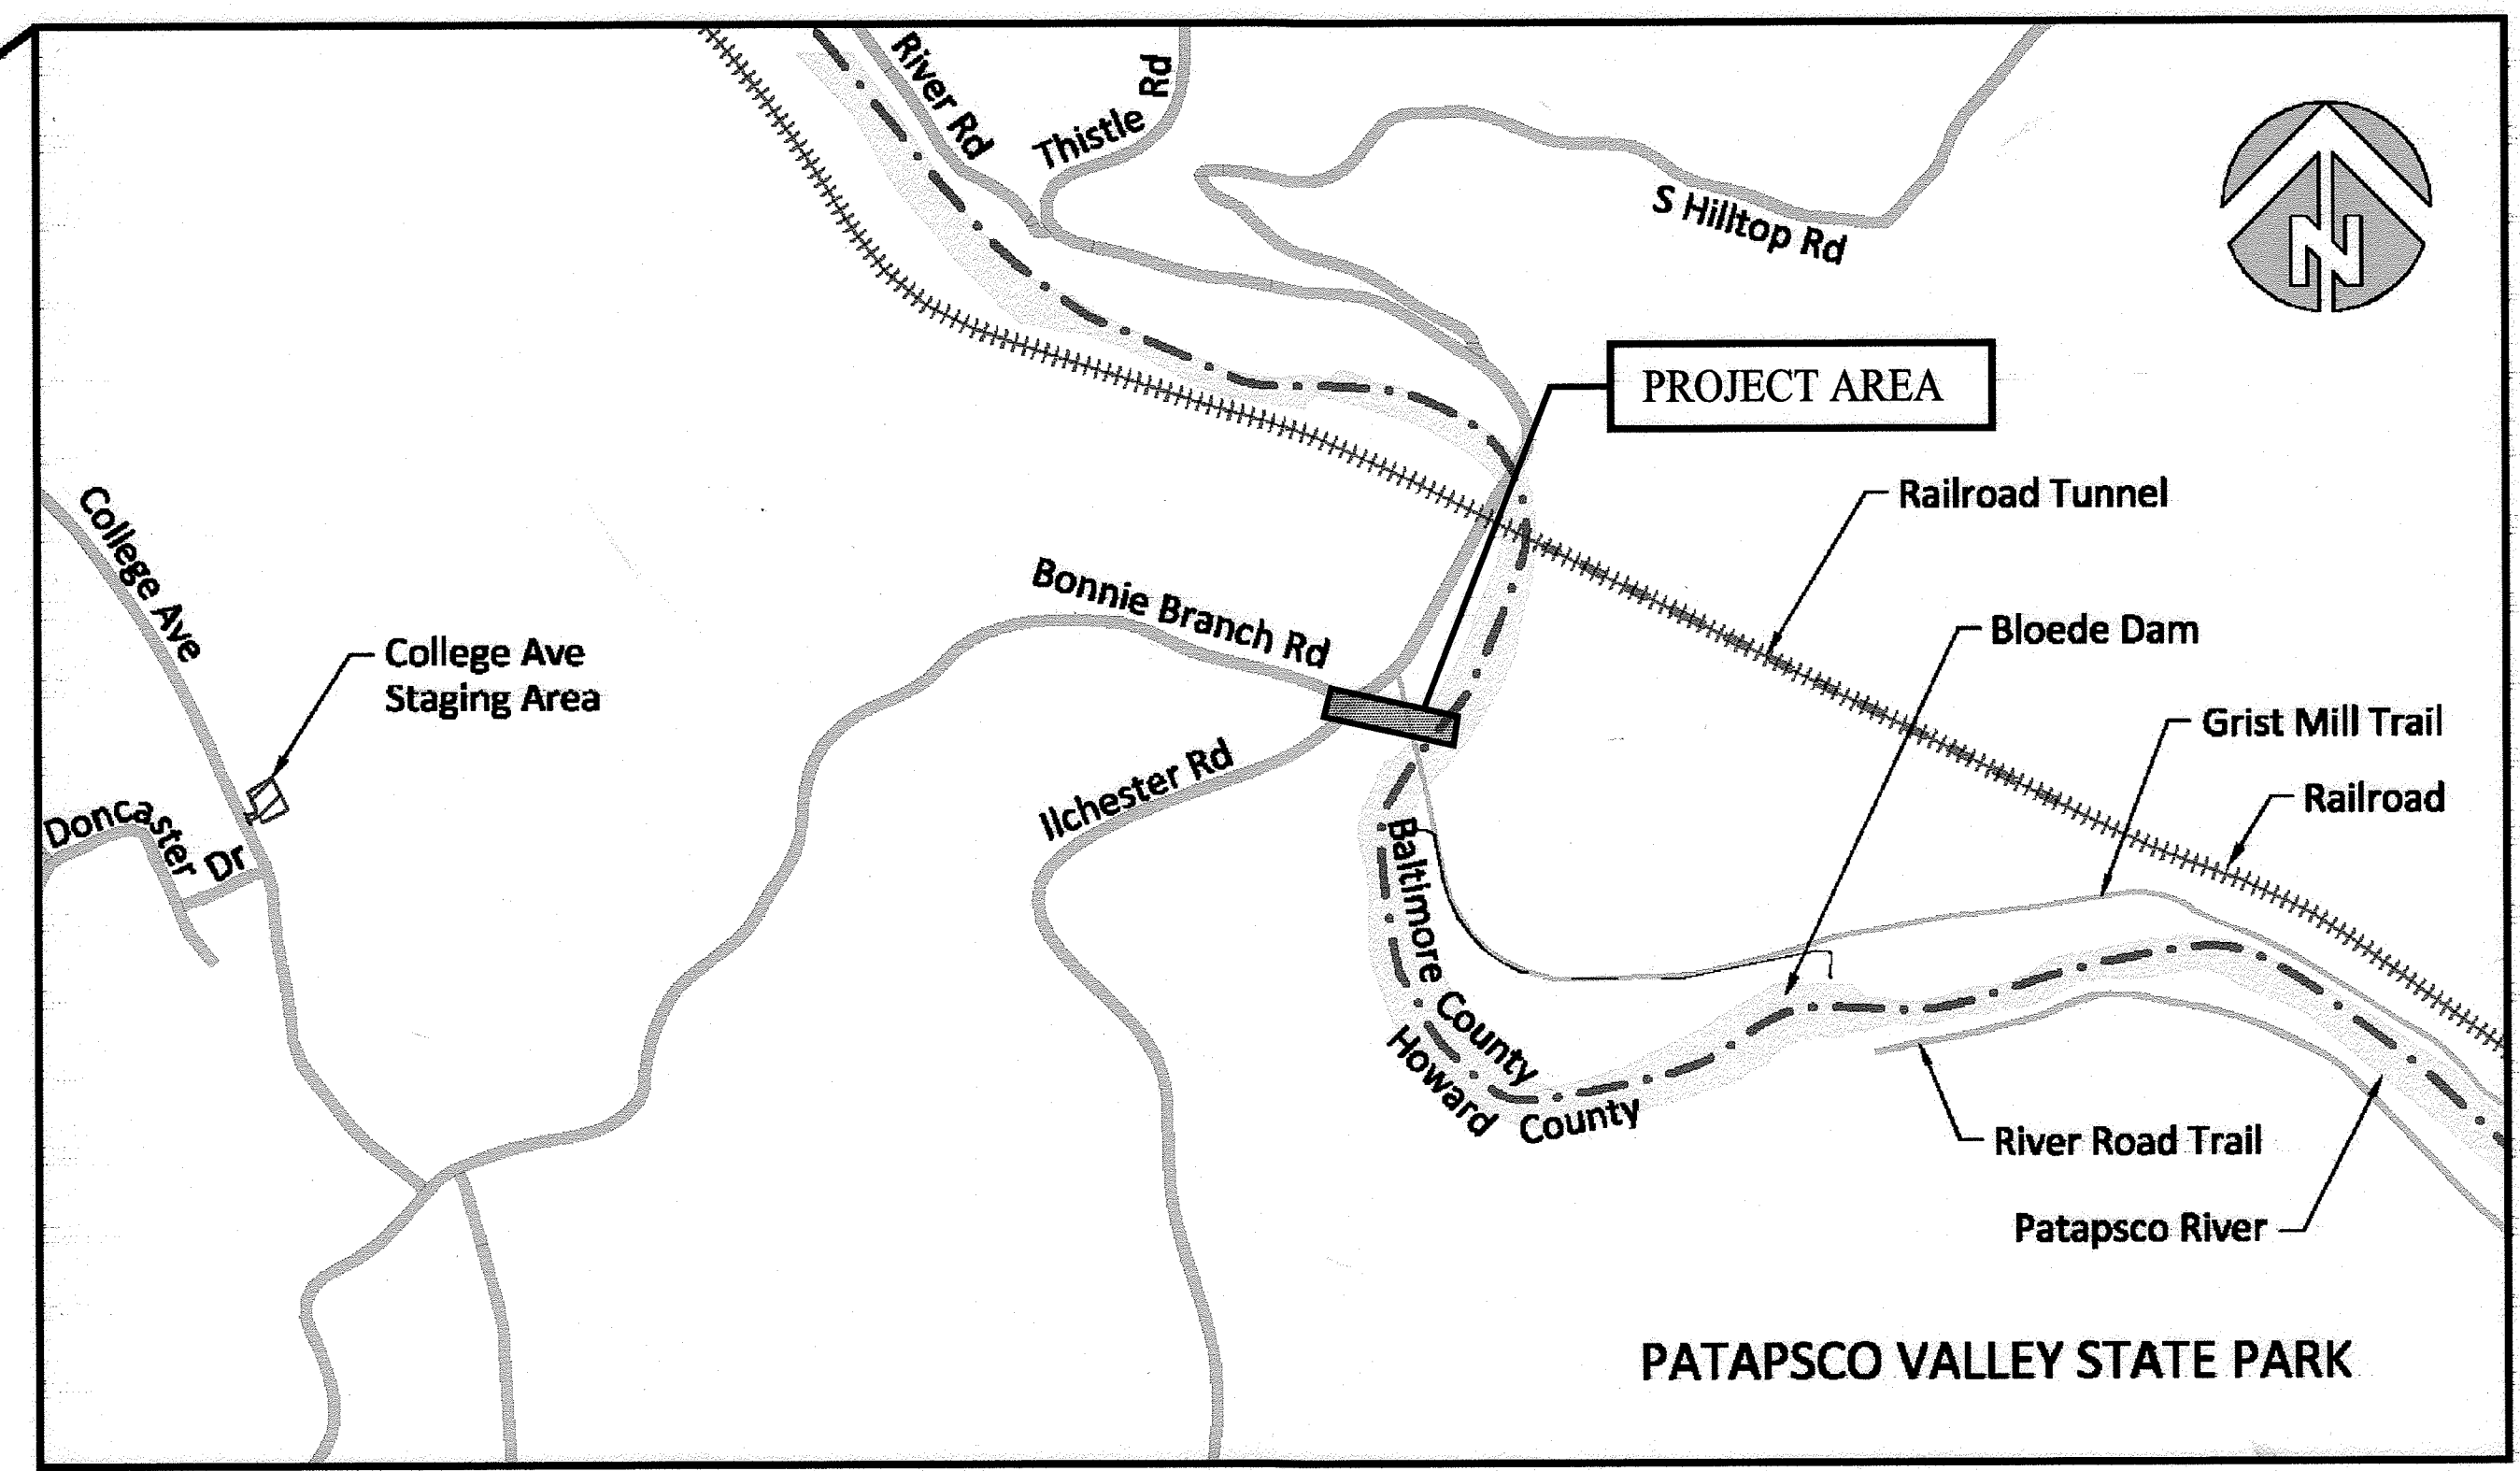 River Rd
Thistle Rd
S Hilltop Rd
N
PROJECT AREA
Railroad Tunnel
College Ave
Bonnie Branch Rd
Bloede Dam
College Ave
Staging Area
Grist Mill Trail
Ilchester Rd
Railroad
Doncaster Dr
Baltimore County
Howard County
River Road Trail
Patapsco River
PATAPSCO VALLEY STATE PARK